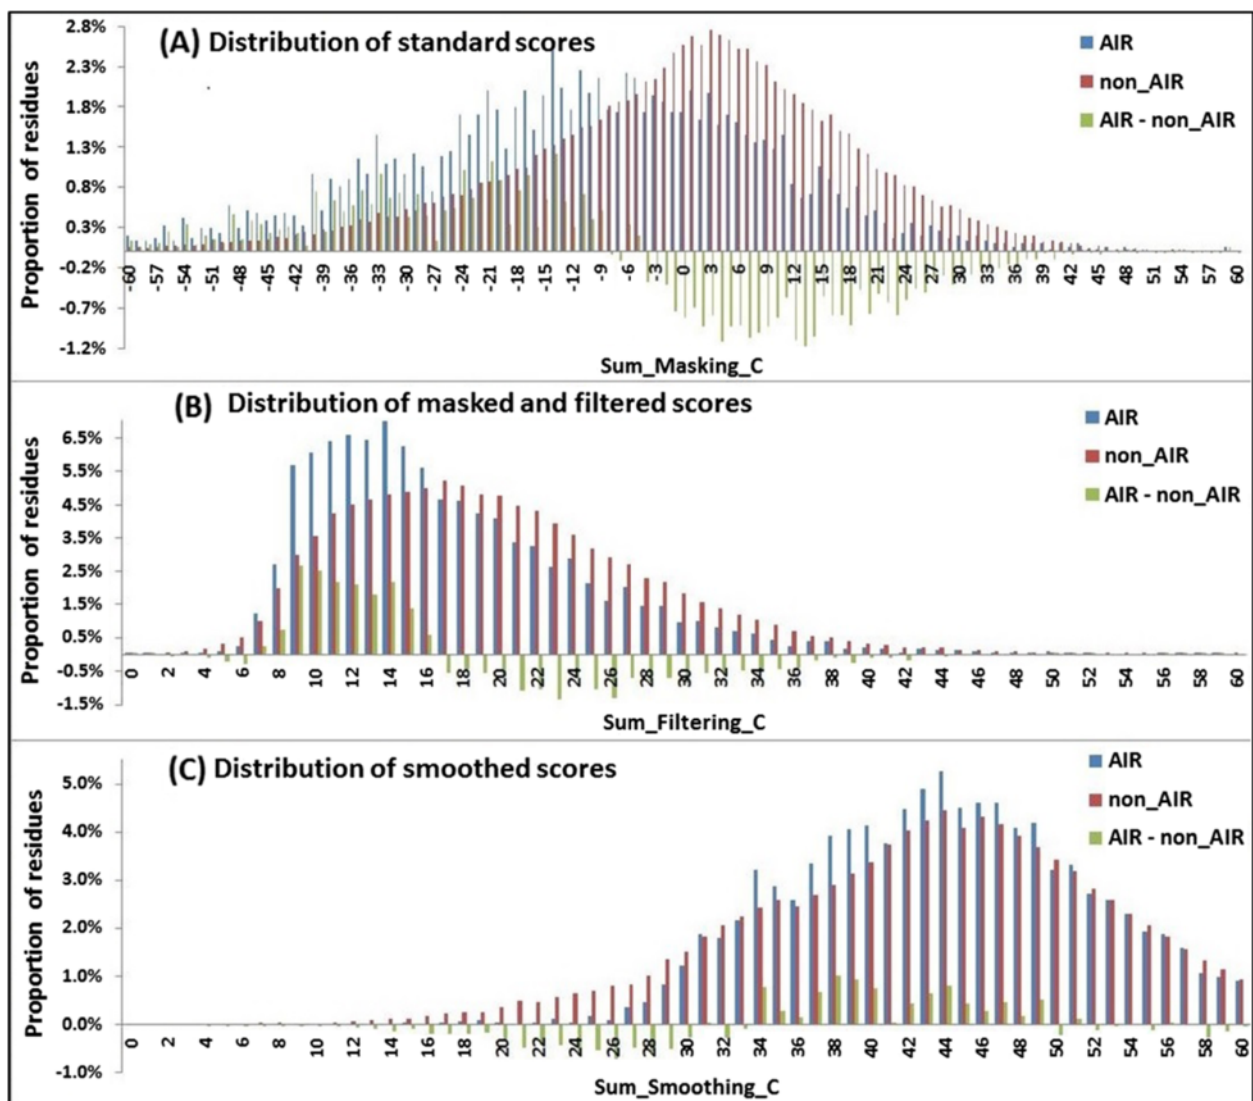 (A) Distribution of standard scores
AIR
non_AIR
AIR - non_AIR
Proportion of residues
2.8%
2.3%
1.8%
1.3%
0.8%
0.3%
-0.2%
-0.7%
-1.2%
-60 -57 -54 -51 -48 -45 -42 -39 -36 -33 -30 -27 -24 -21 -18 -15 -12 -9 -6 -3 0 3 6 9 12 15 18 21 24 27 30 33 36 39 42 45 48 51 54 57 60
Sum_Masking_C
(B) Distribution of masked and filtered scores
AIR
non_AIR
AIR - non_AIR
Proportion of residues
6.5%
5.5%
4.5%
3.5%
2.5%
1.5%
0.5%
-0.5%
-1.5%
0 4 6 8 10 12 14 16 18 20 22 24 26 28 30 32 34 36 38 40 42 44 46 48 50 52 54 56 58 60
Sum_Filtering_C
(C) Distribution of smoothed scores
AIR
non_AIR
AIR - non_AIR
Proportion of residues
5.0%
4.0%
3.0%
2.0%
1.0%
0.0%
-1.0%
0 2 4 6 8 10 12 14 16 18 20 22 24 26 28 30 32 34 36 38 40 42 44 46 48 50 52 54 56 58 60
Sum_Smoothing_C